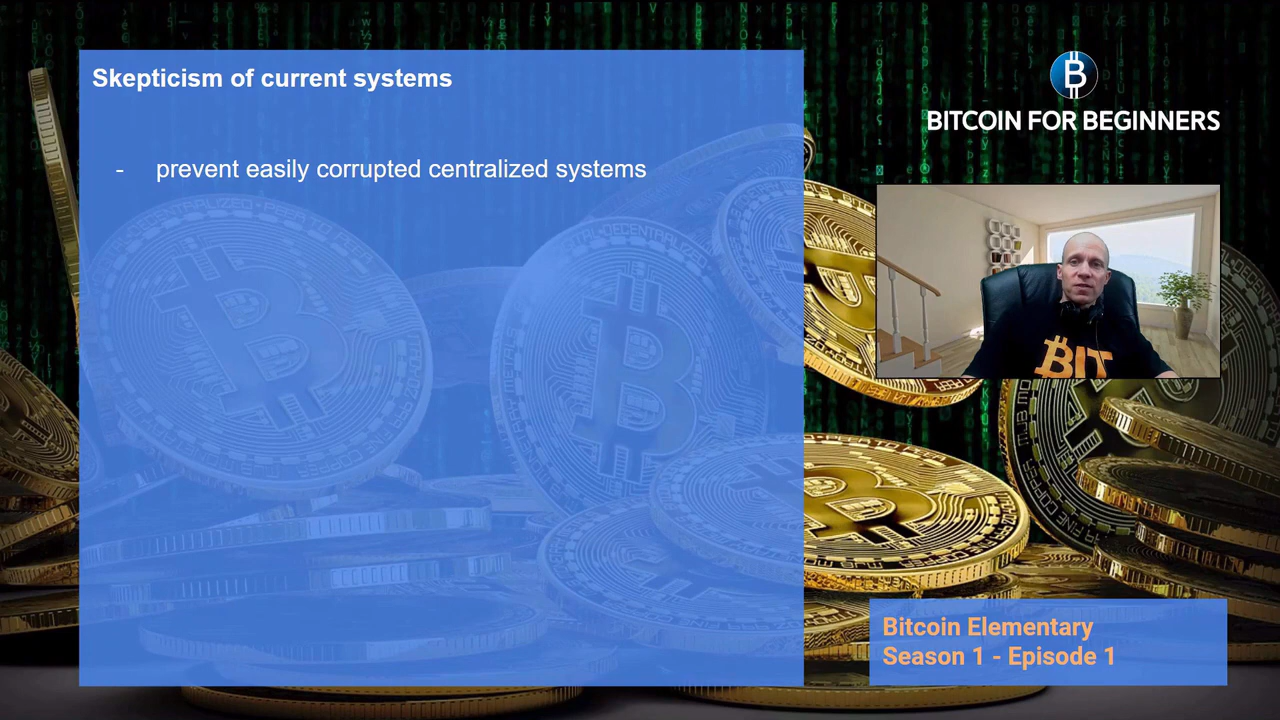 Skepticism of current systems
- prevent easily corrupted centralized systems
BITCOIN FOR BEGINNERS
BIT
Bitcoin Elementary
Season 1 - Episode 1